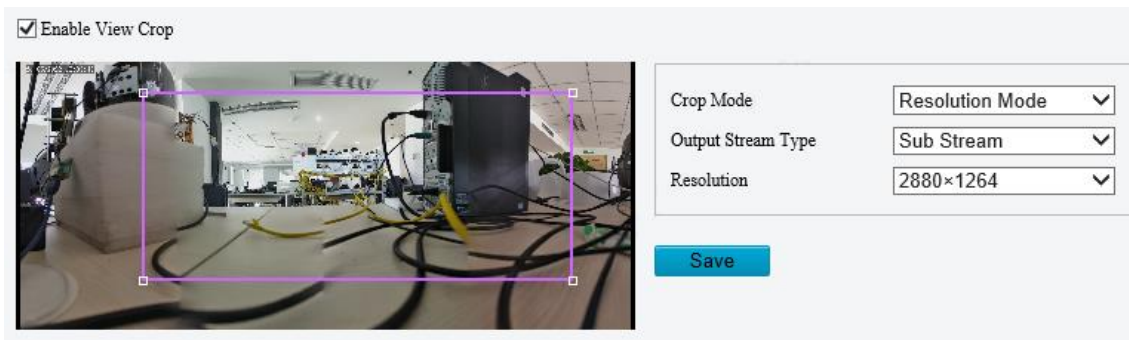 Enable View Crop
Crop Mode
Resolution Mode
Output Stream Type
Sub Stream
Resolution
2880×1264
Save